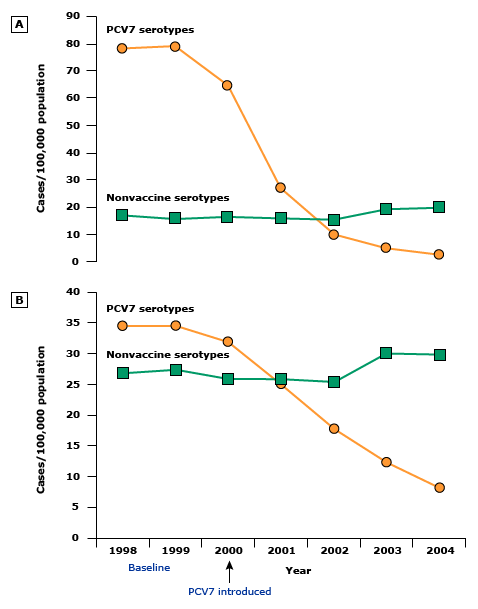 A
PCV7 serotypes
Nonvaccine serotypes
Cases/100,000 population
90
80
70
60
50
40
30
20
10
0
B
PCV7 serotypes
Nonvaccine serotypes
Cases/100,000 population
40
35
30
25
20
15
10
5
0
1998 1999 2000 2001 2002 2003 2004
Baseline
Year
PCV7 introduced